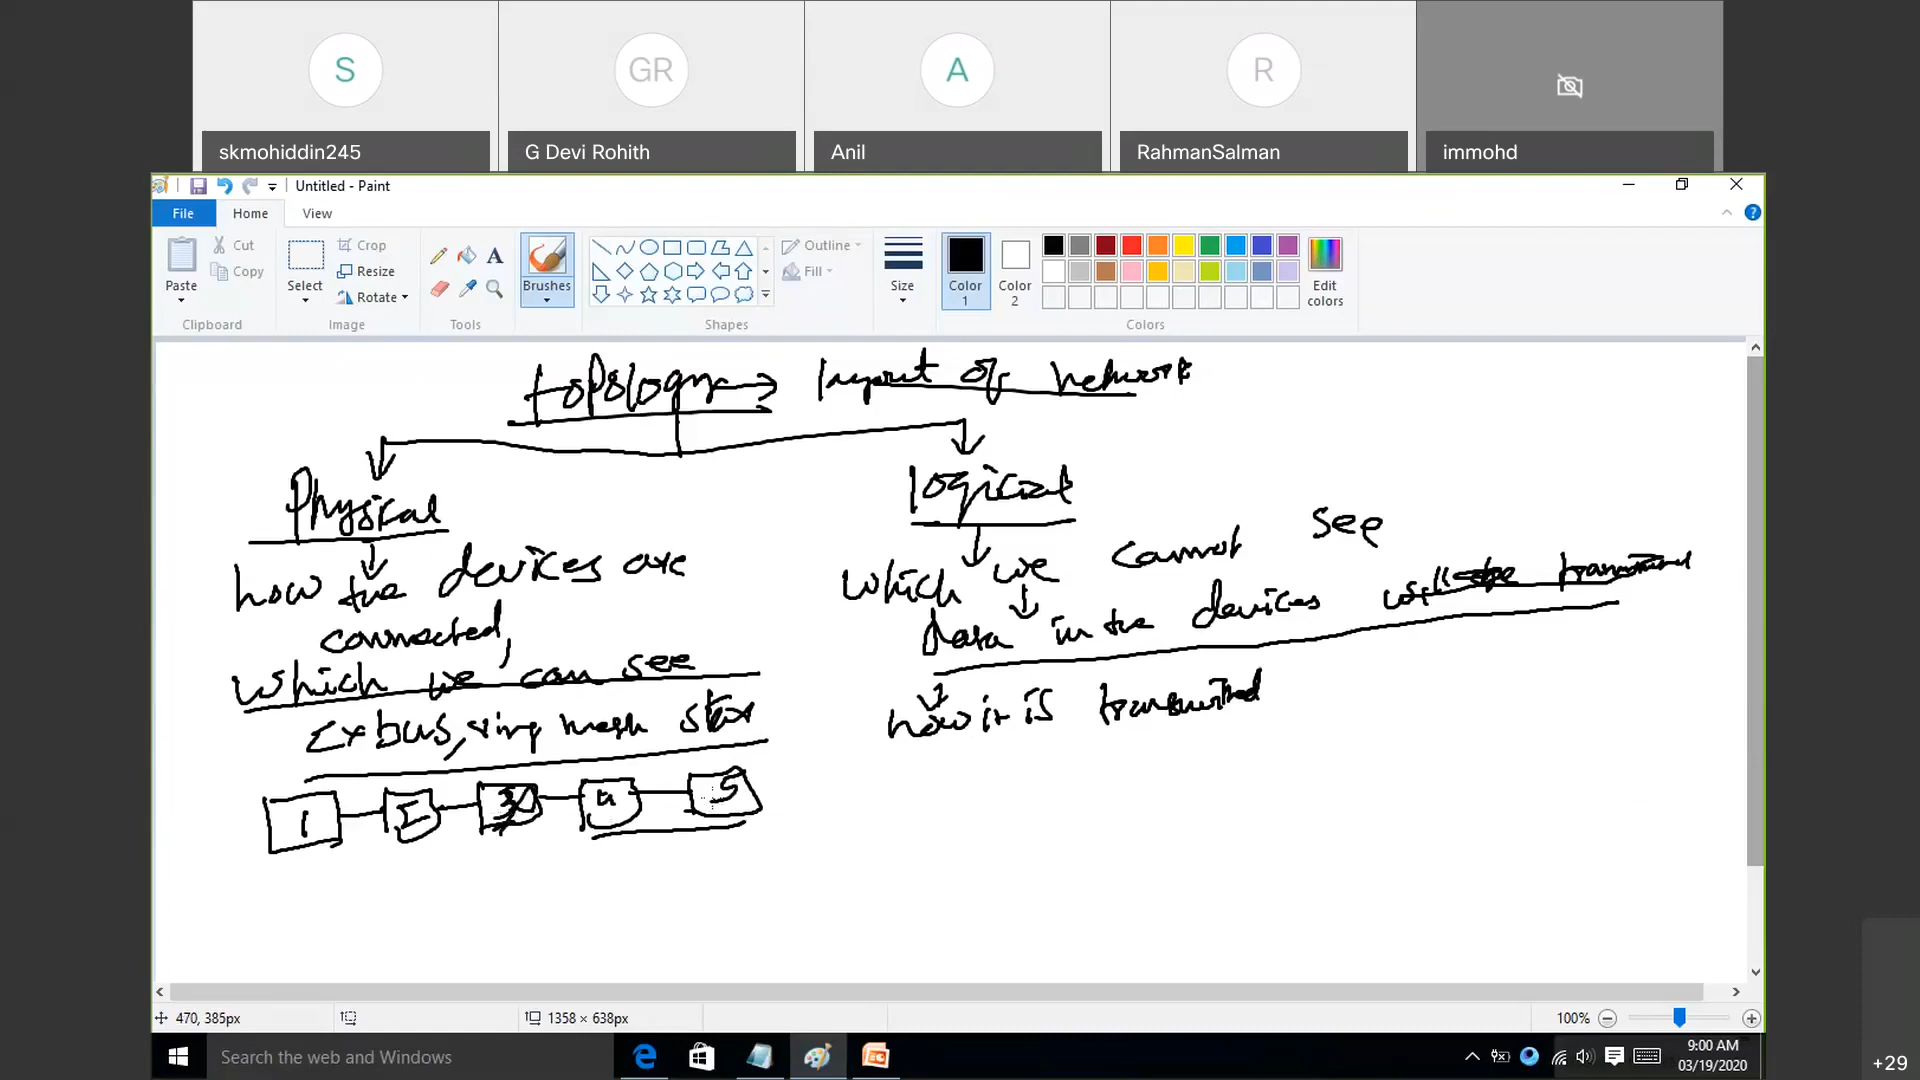 S GR A R
skmohiddin245 G Devi Rohith Anil RahmanSalman immohd
Untitled - Paint
File Home View
Cut Crop Outline Fill
Copy Resize
Paste Select Rotate Brushes Size Color 1 Color 2 Edit colors
Clipboard Image Tools Shapes Colors
topology → layout of network
Physical
logical
how the devices are
connected,
which we can see
Ex bus, ring mesh star
1 2 3 4 5
which we cannot see
data in the devices will be transmitted
how it is transmitted
470, 385px 1358 × 638px 100%
Search the web and Windows
9:00 AM
03/19/2020
+29